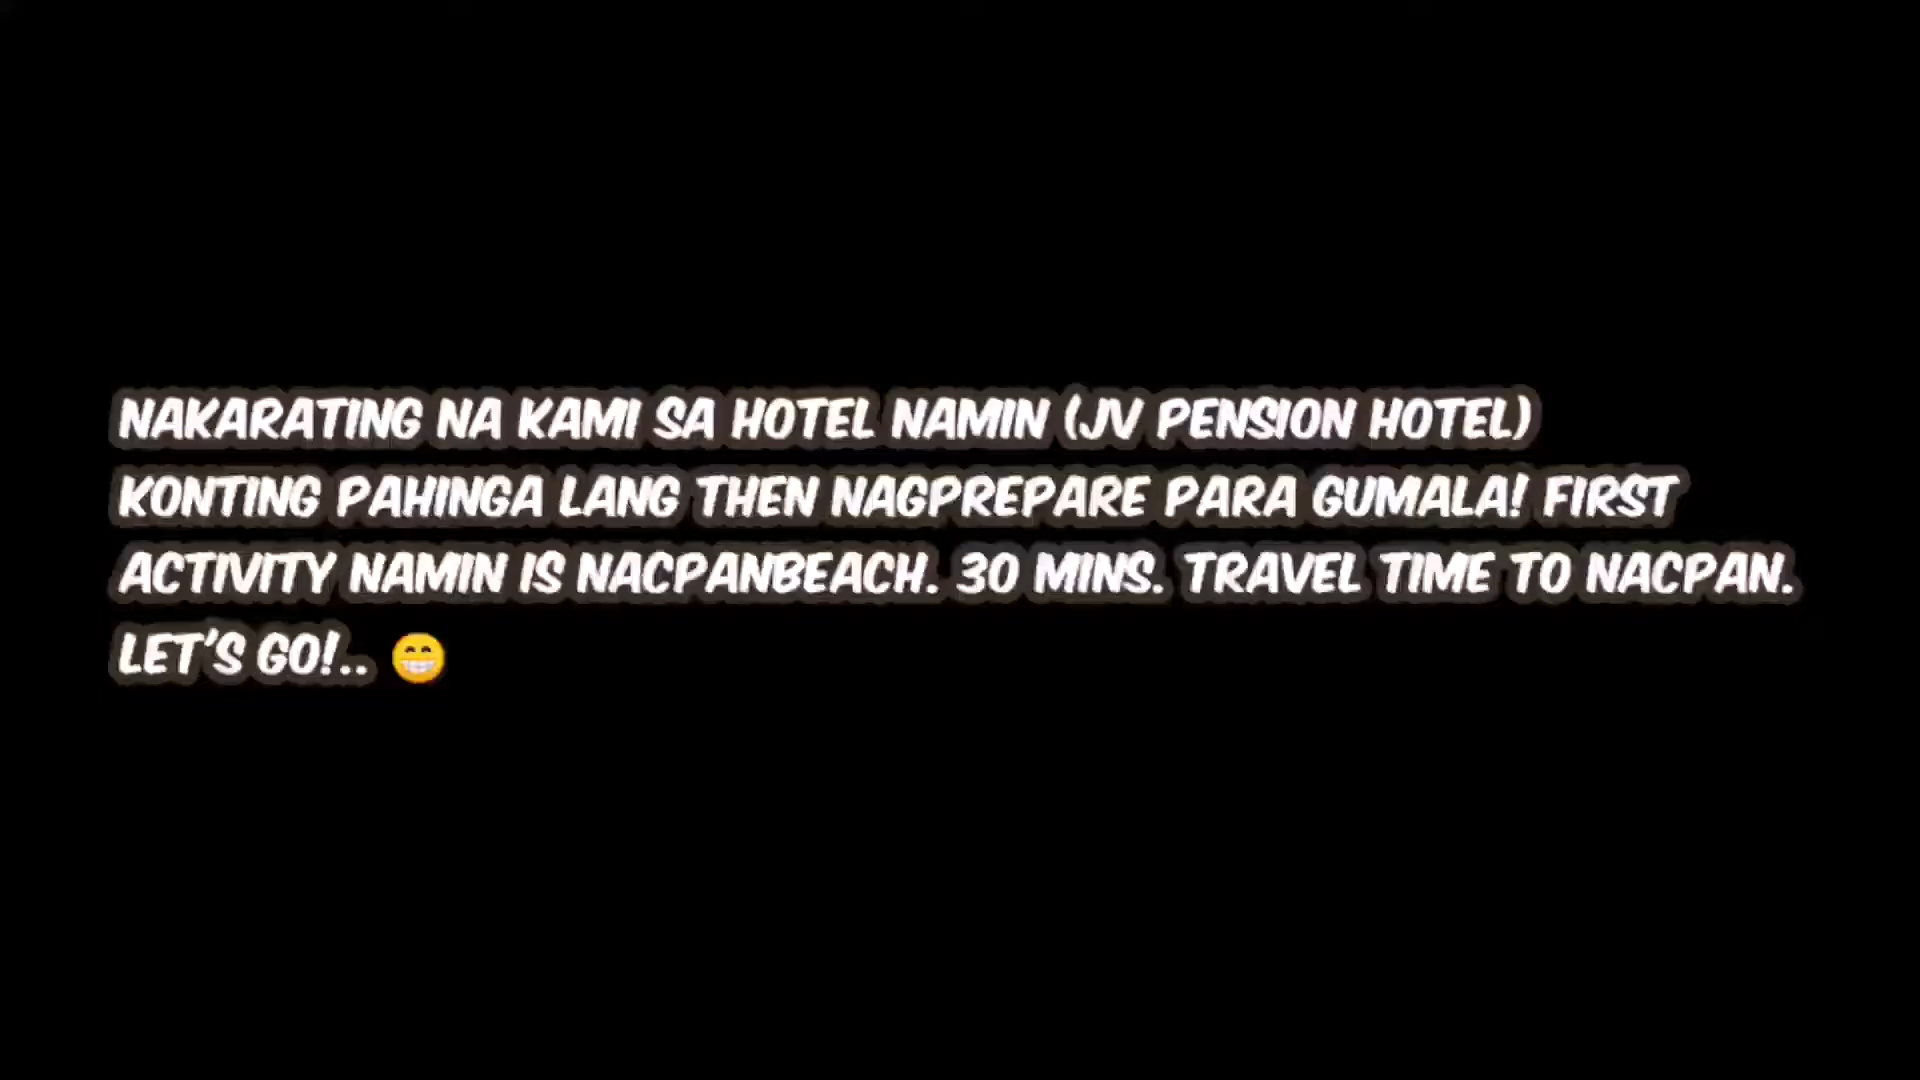 NAKARATING NA KAMI SA HOTEL NAMIN (JV PENSION HOTEL)
KONTING PAHINGA LANG THEN NAGPREPARE PARA GUMALA! FIRST
ACTIVITY NAMIN IS NACPANBEACH. 30 MINS. TRAVEL TIME TO NACPAN.
LET'S GO!.. 😁